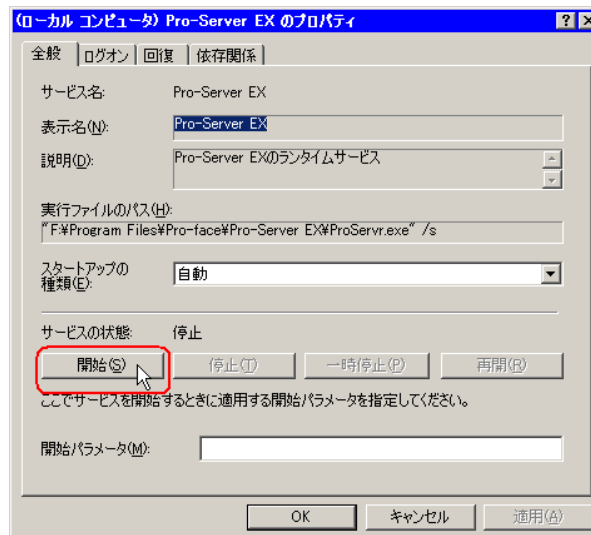 (ローカル コンピュータ) Pro-Server EX のプロパティ
全般 ログオン 回復 依存関係
サービス名: Pro-Server EX
表示名(N): Pro-Server EX
説明(D): Pro-Server EXのランタイムサービス
実行ファイルのパス(H):
"F:¥Program Files¥Pro-face¥Pro-Server EX¥ProServr.exe" /s
スタートアップの
種類(E): 自動
サービスの状態: 停止
開始(S) 停止(T) 一時停止(P) 再開(R)
ここでサービスを開始するときに適用する開始パラメータを指定してください。
開始パラメータ(M):
OK キャンセル 適用(A)